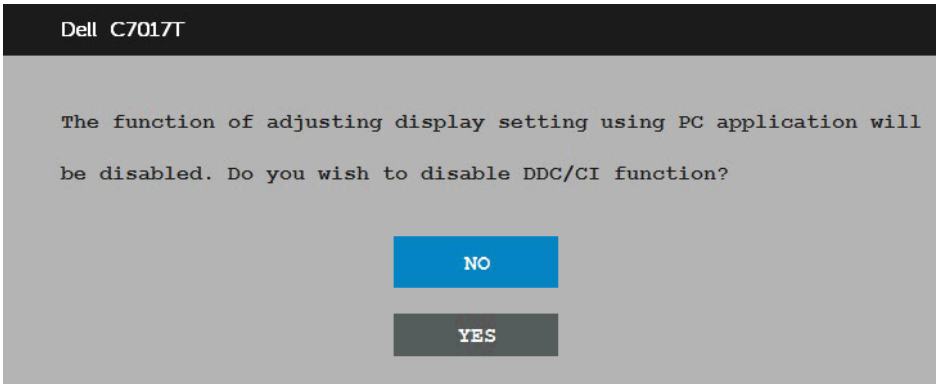 Dell C7017T
The function of adjusting display setting using PC application will
be disabled. Do you wish to disable DDC/CI function?
NO
YES